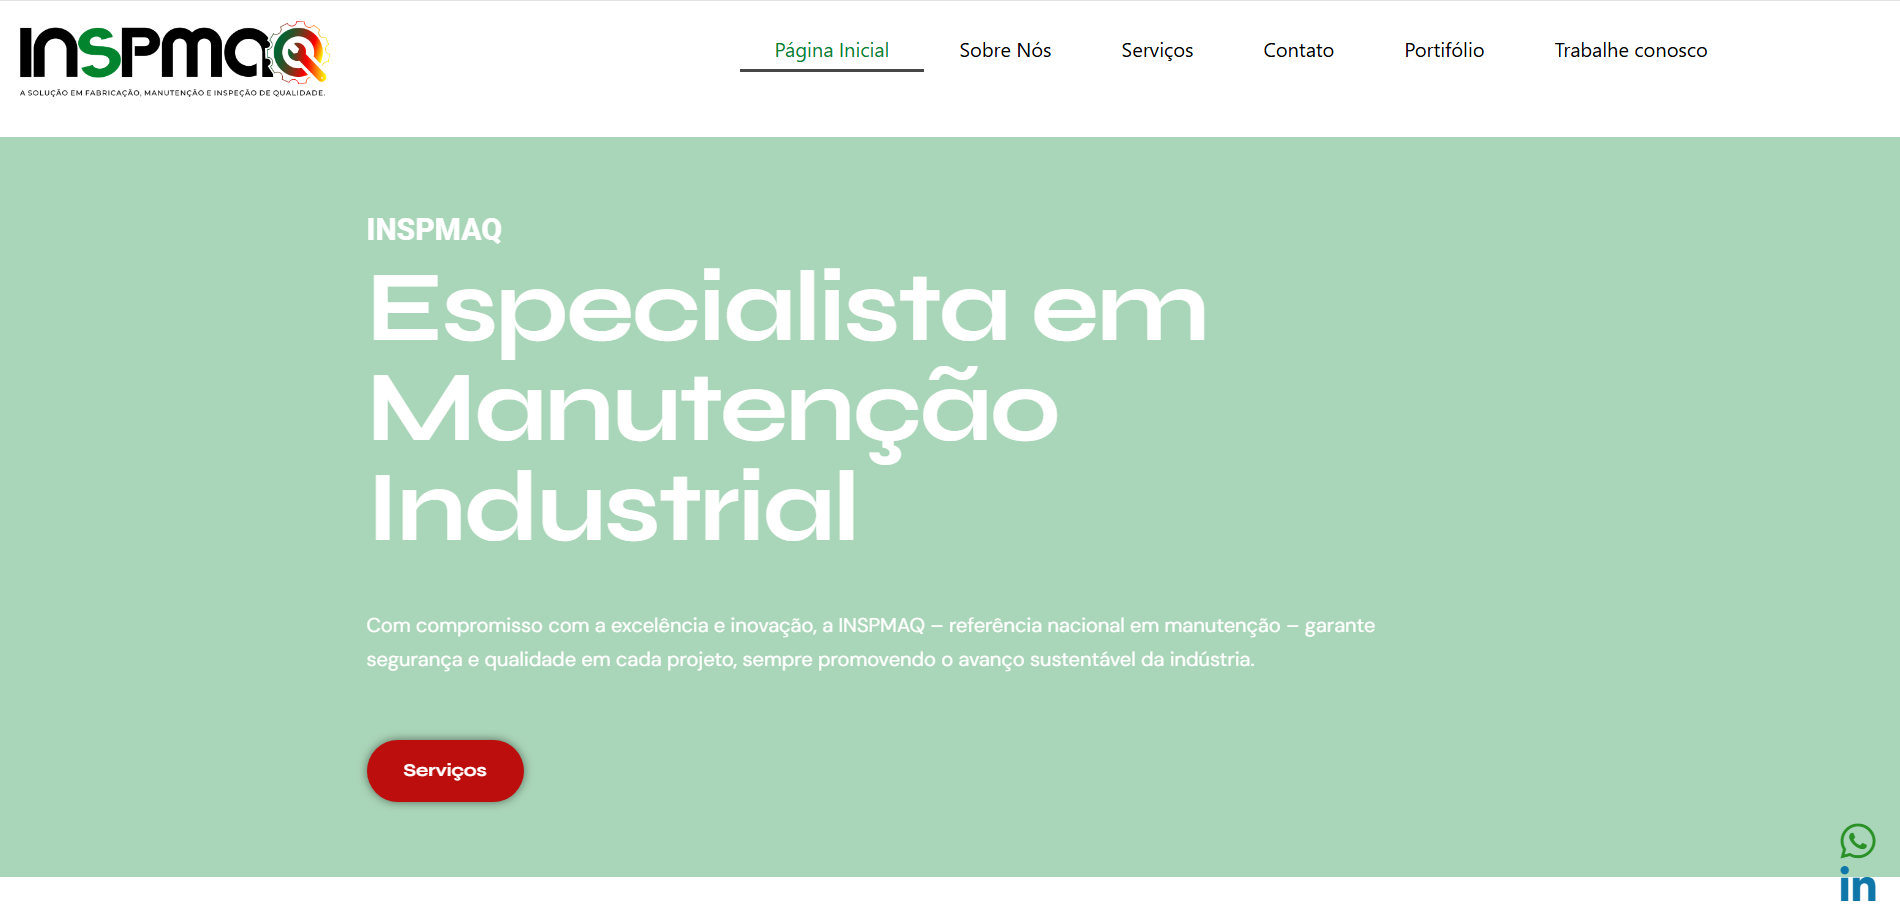 INSPMAQ
A SOLUÇÃO EM FABRICAÇÃO, MANUTENÇÃO E INSPEÇÃO DE QUALIDADE.
Página Inicial Sobre Nós Serviços Contato Portifólio Trabalhe conosco
INSPMAQ
Especialista em
Manutenção
Industrial
Com compromisso com a excelência e inovação, a INSPMAQ – referência nacional em manutenção – garante
segurança e qualidade em cada projeto, sempre promovendo o avanço sustentável da indústria.
Serviços
in